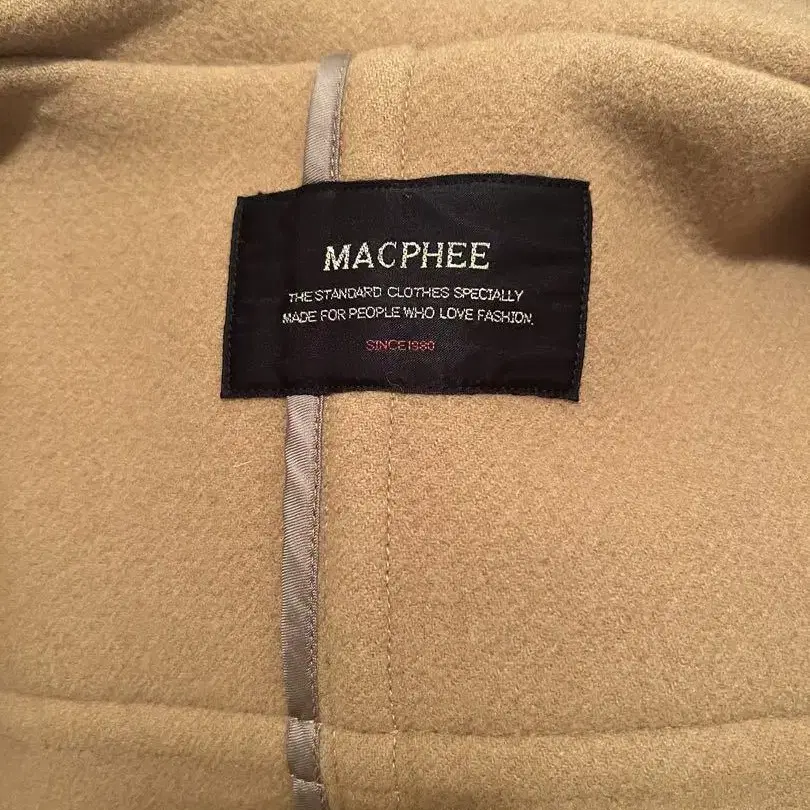 MACPHEE
THE STANDARD CLOTHES SPECIALLY
MADE FOR PEOPLE WHO LOVE FASHION.
SINCE1980